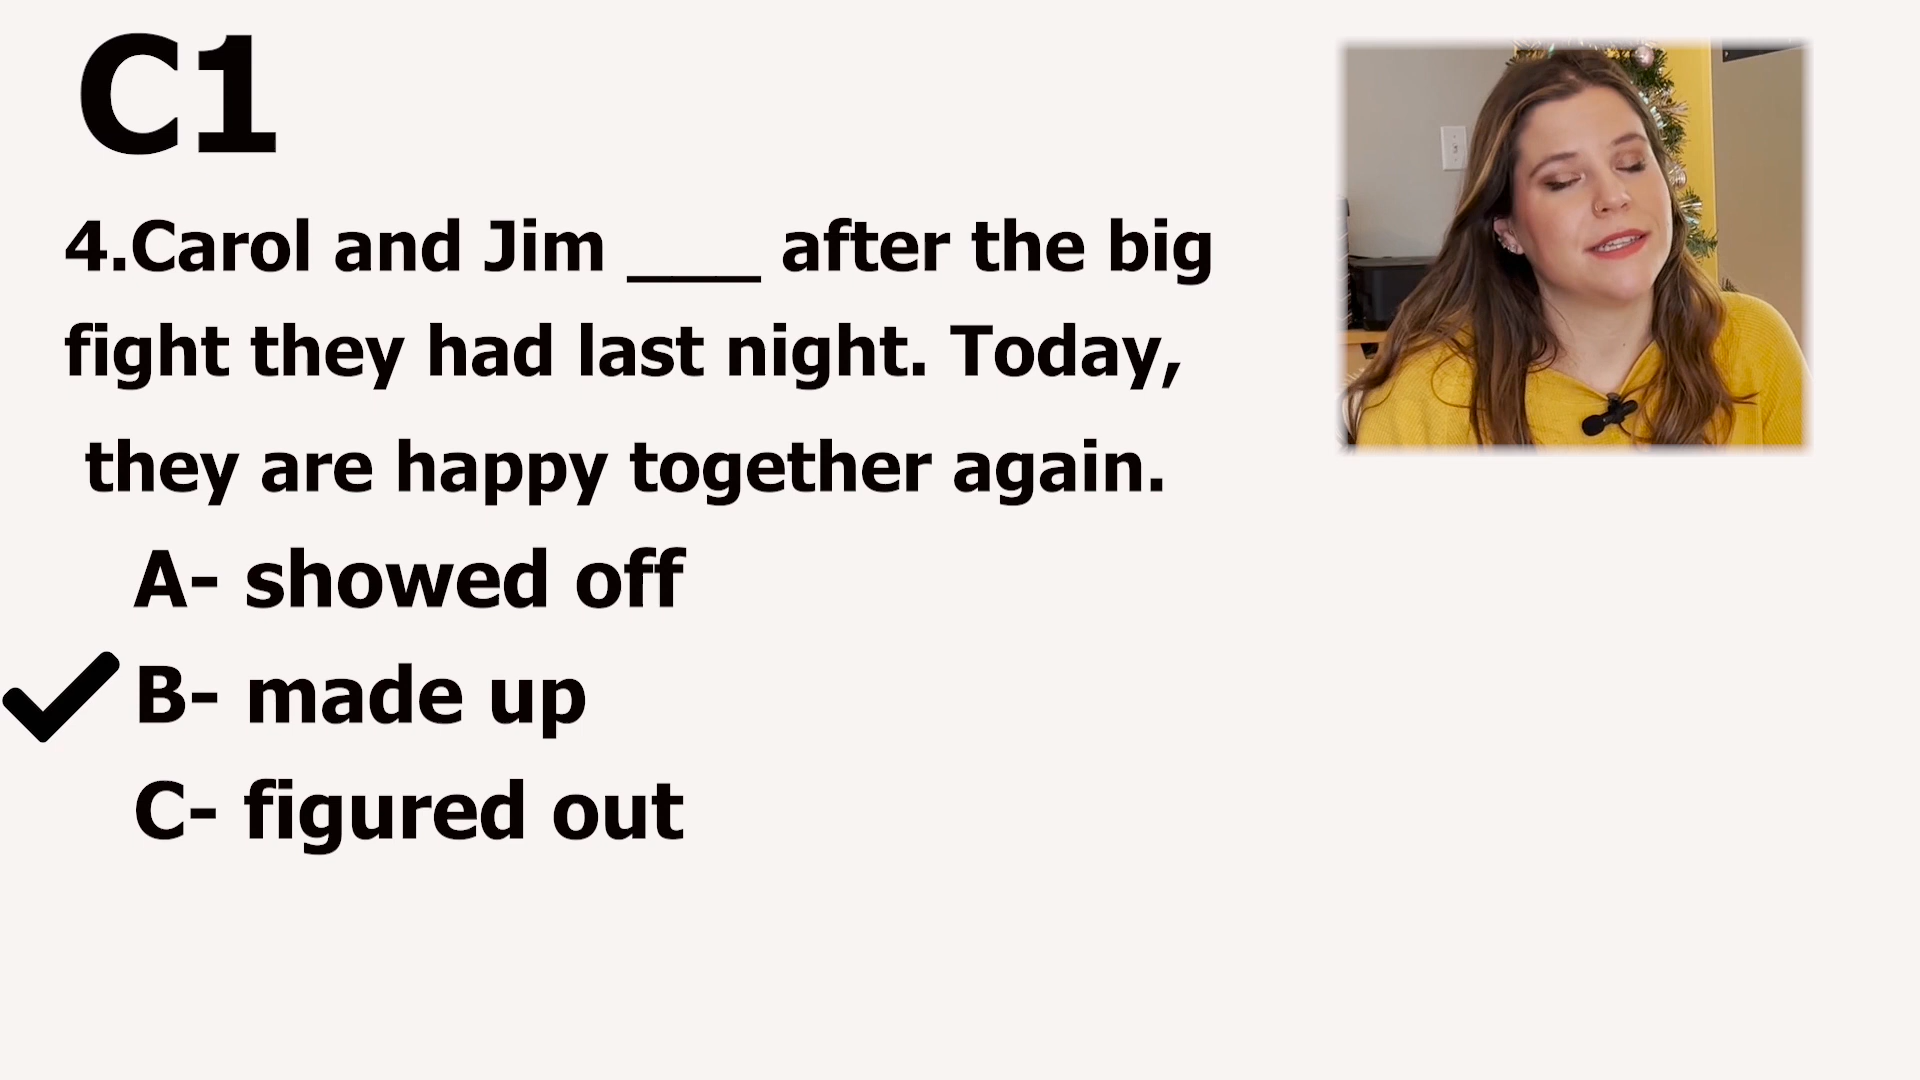 C1
4.Carol and Jim ___ after the big
fight they had last night. Today,
they are happy together again.
A- showed off
B- made up
C- figured out